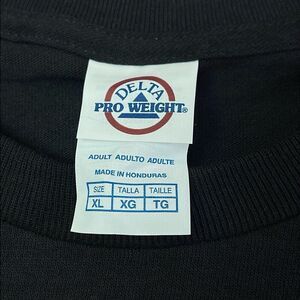 DELTA
PRO WEIGHT®
ADULT ADULTO ADULTE
MADE IN HONDURAS
SIZE TALLA TAILLE
XL XG TG